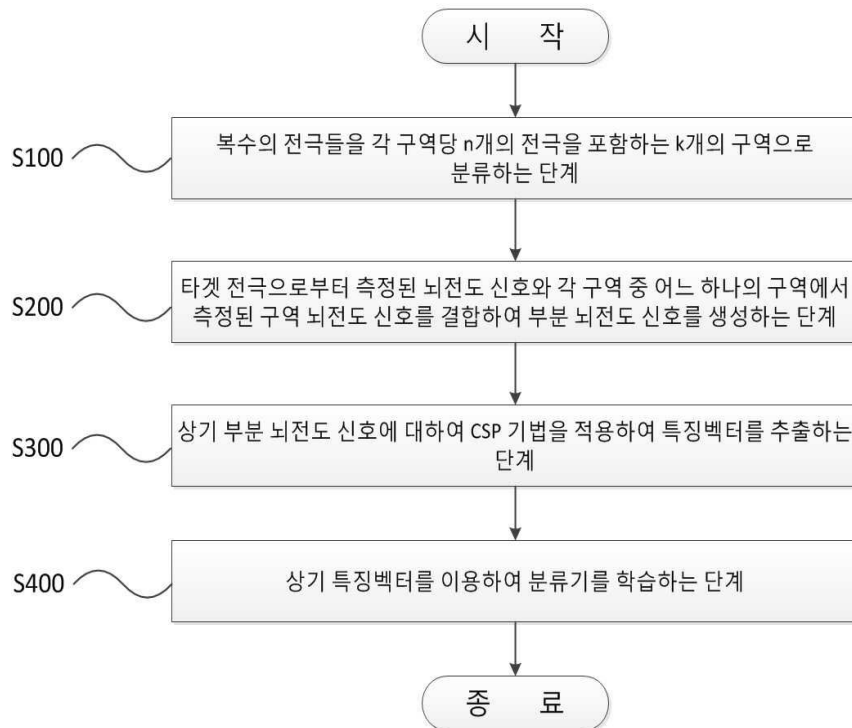 시 작
S100
복수의 전극들을 각 구역당 n개의 전극을 포함하는 k개의 구역으로
분류하는 단계
S200
타겟 전극으로부터 측정된 뇌전도 신호와 각 구역 중 어느 하나의 구역에서
측정된 구역 뇌전도 신호를 결합하여 부분 뇌전도 신호를 생성하는 단계
S300
상기 부분 뇌전도 신호에 대하여 CSP 기법을 적용하여 특징벡터를 추출하는
단계
S400
상기 특징벡터를 이용하여 분류기를 학습하는 단계
종 료